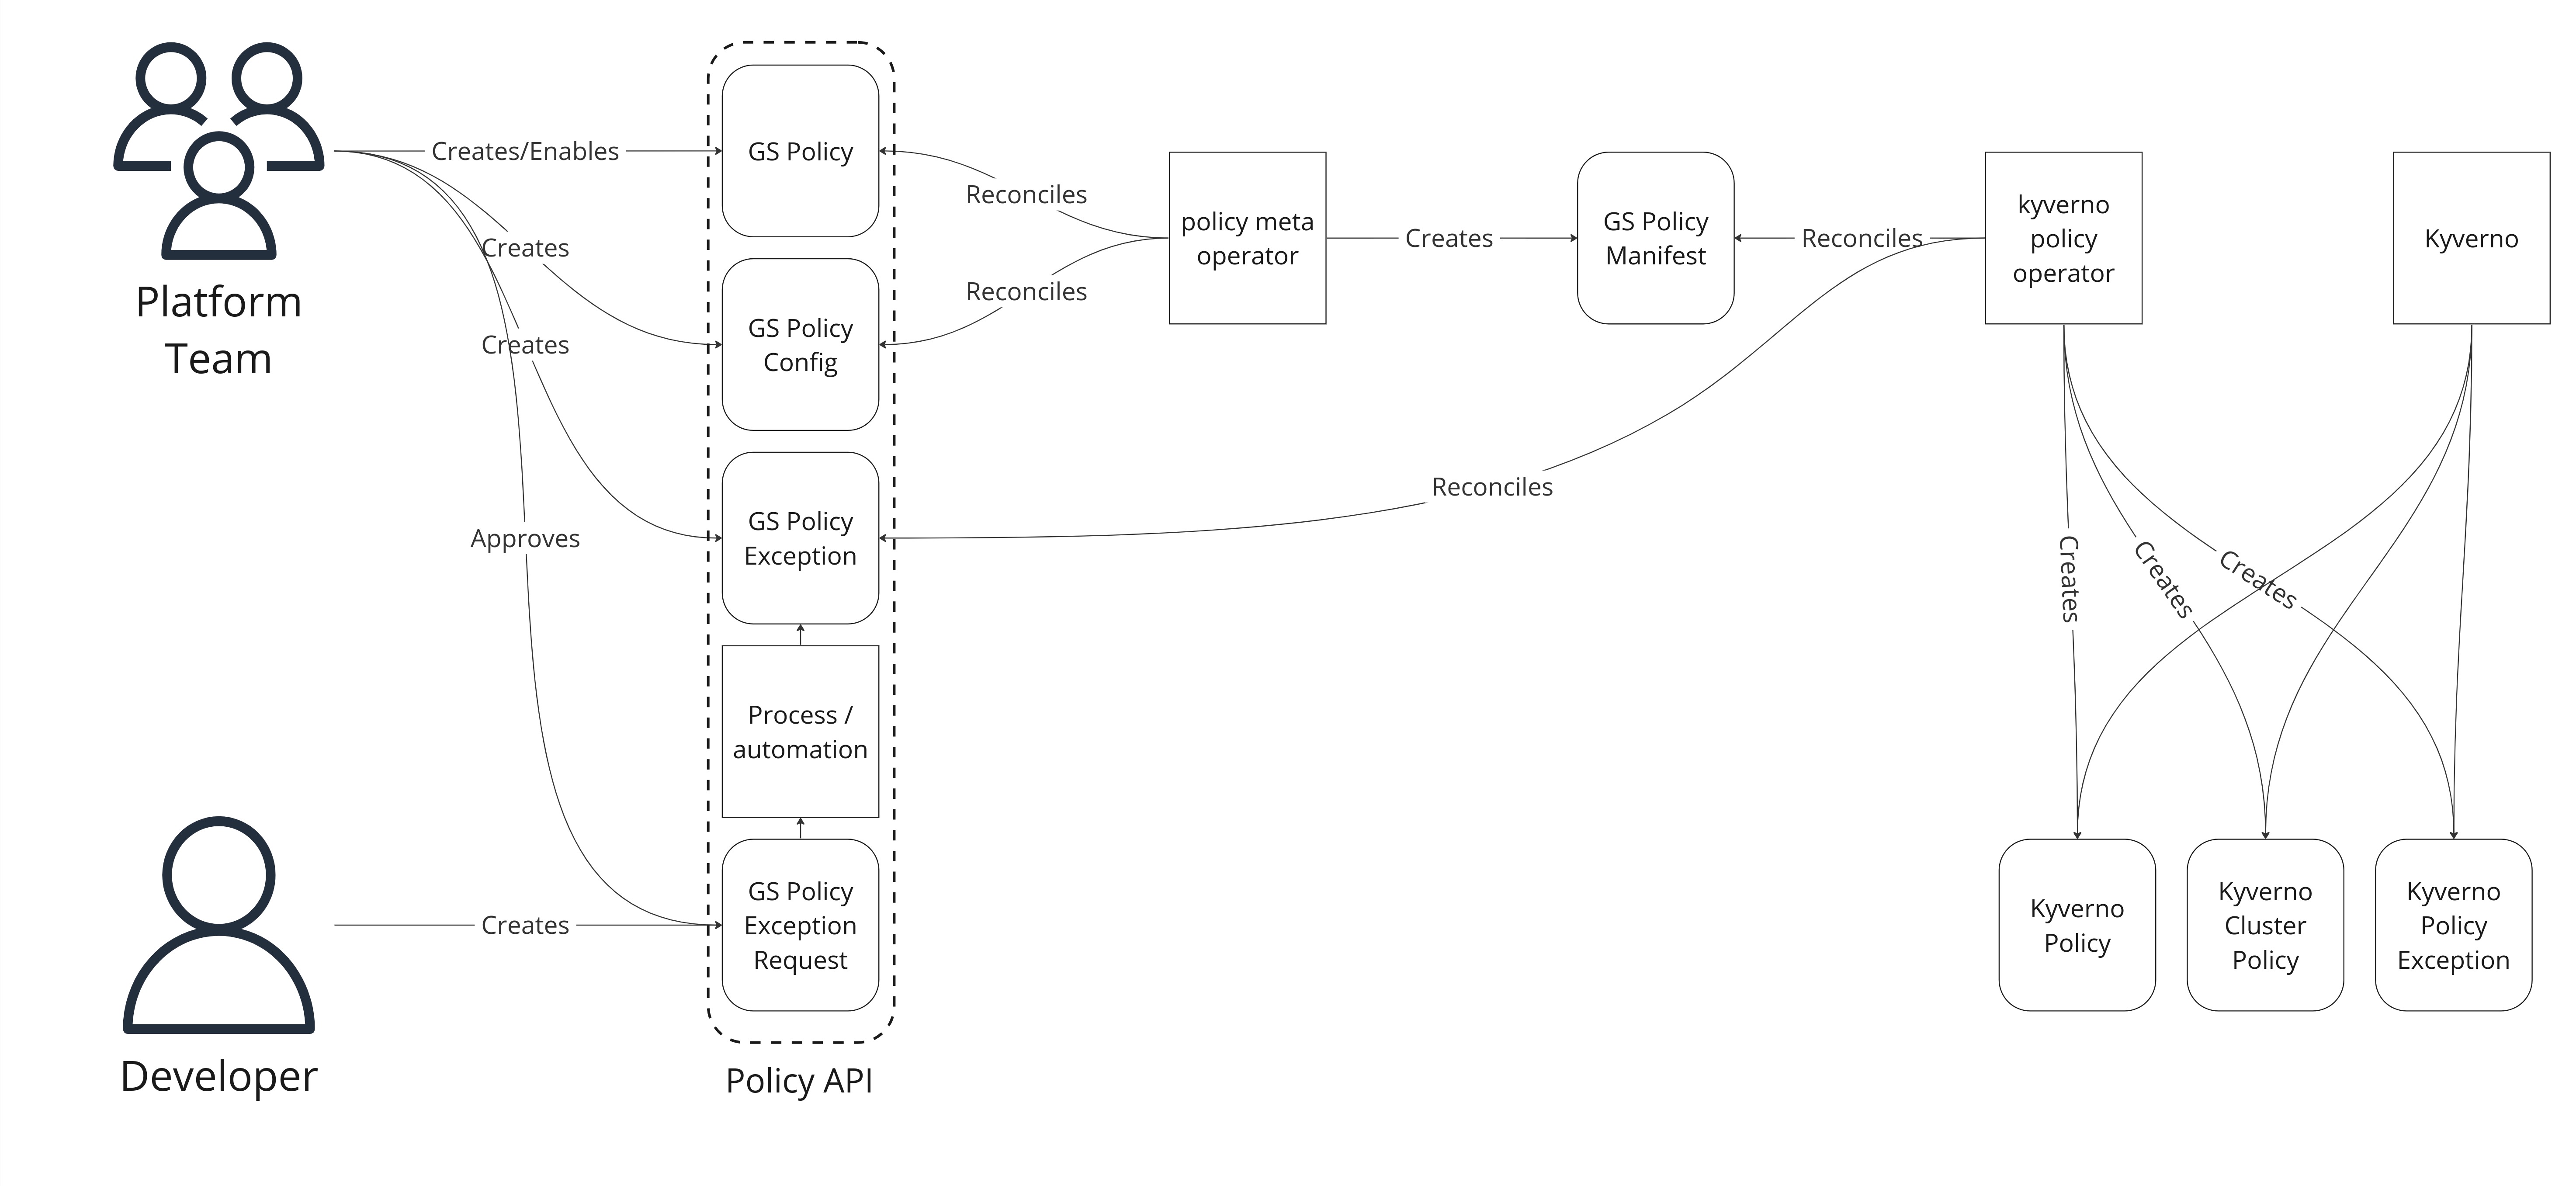 Platform
Team
Developer
Creates/Enables
Creates
Creates
Approves
Creates
GS Policy
GS Policy
Config
GS Policy
Exception
Process /
automation
GS Policy
Exception
Request
Policy API
Reconciles
Reconciles
policy meta
operator
Creates
GS Policy
Manifest
Reconciles
Reconciles
kyverno
policy
operator
Kyverno
Creates
Creates
Creates
Kyverno
Policy
Kyverno
Cluster
Policy
Kyverno
Policy
Exception